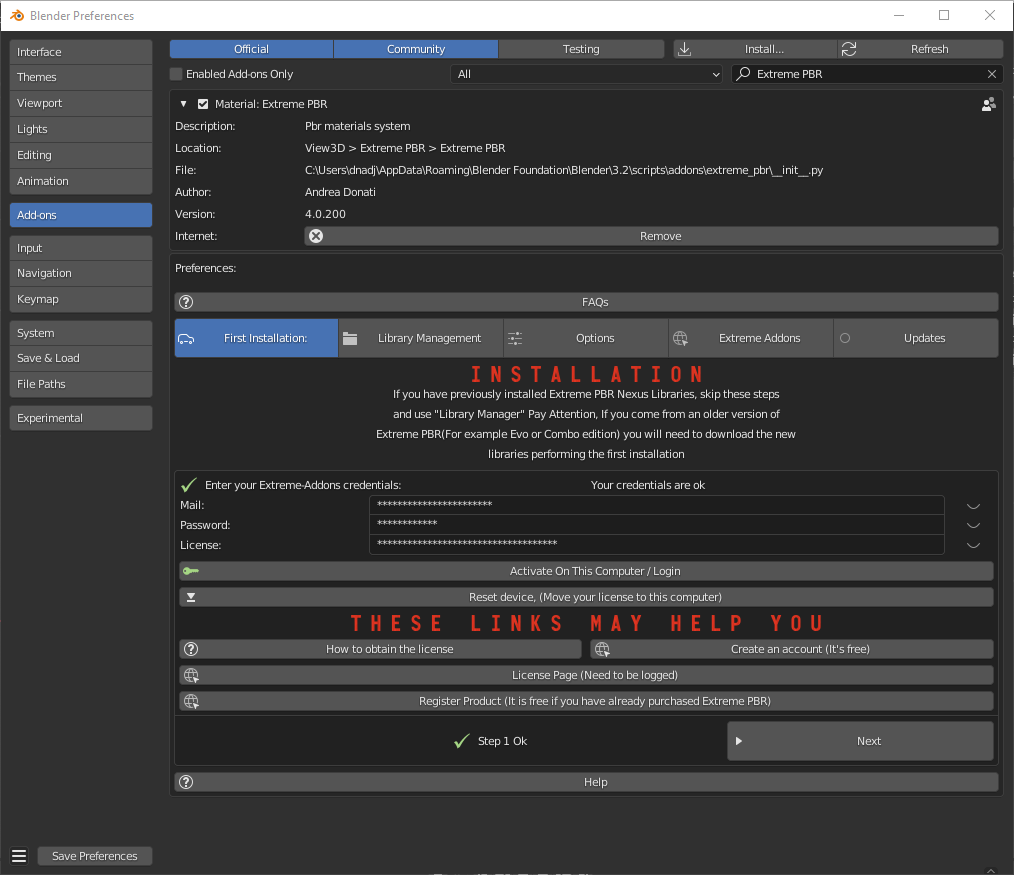 Blender Preferences
Interface
Themes
Viewport
Lights
Editing
Animation
Add-ons
Input
Navigation
Keymap
System
Save & Load
File Paths
Experimental
Save Preferences
Official Community Testing Install... Refresh
Enabled Add-ons Only All Extreme PBR
Material: Extreme PBR
Description: Pbr materials system
Location: View3D > Extreme PBR > Extreme PBR
File: C:\Users\dnadj\AppData\Roaming\Blender Foundation\Blender\3.2\scripts\addons\extreme_pbr\__init__.py
Author: Andrea Donati
Version: 4.0.200
Internet: Remove
Preferences:
FAQs
First Installation: Library Management Options Extreme Addons Updates
INSTALLATION
If you have previously installed Extreme PBR Nexus Libraries, skip these steps
and use "Library Manager" Pay Attention, If you come from an older version of
Extreme PBR(For example Evo or Combo edition) you will need to download the new
libraries performing the first installation
Enter your Extreme-Addons credentials: Your credentials are ok
Mail: ***********************
Password: ************
License: ************************************
Activate On This Computer / Login
Reset device, (Move your license to this computer)
THESE LINKS MAY HELP YOU
How to obtain the license Create an account (It's free)
License Page (Need to be logged)
Register Product (It is free if you have already purchased Extreme PBR)
Step 1 Ok Next
Help